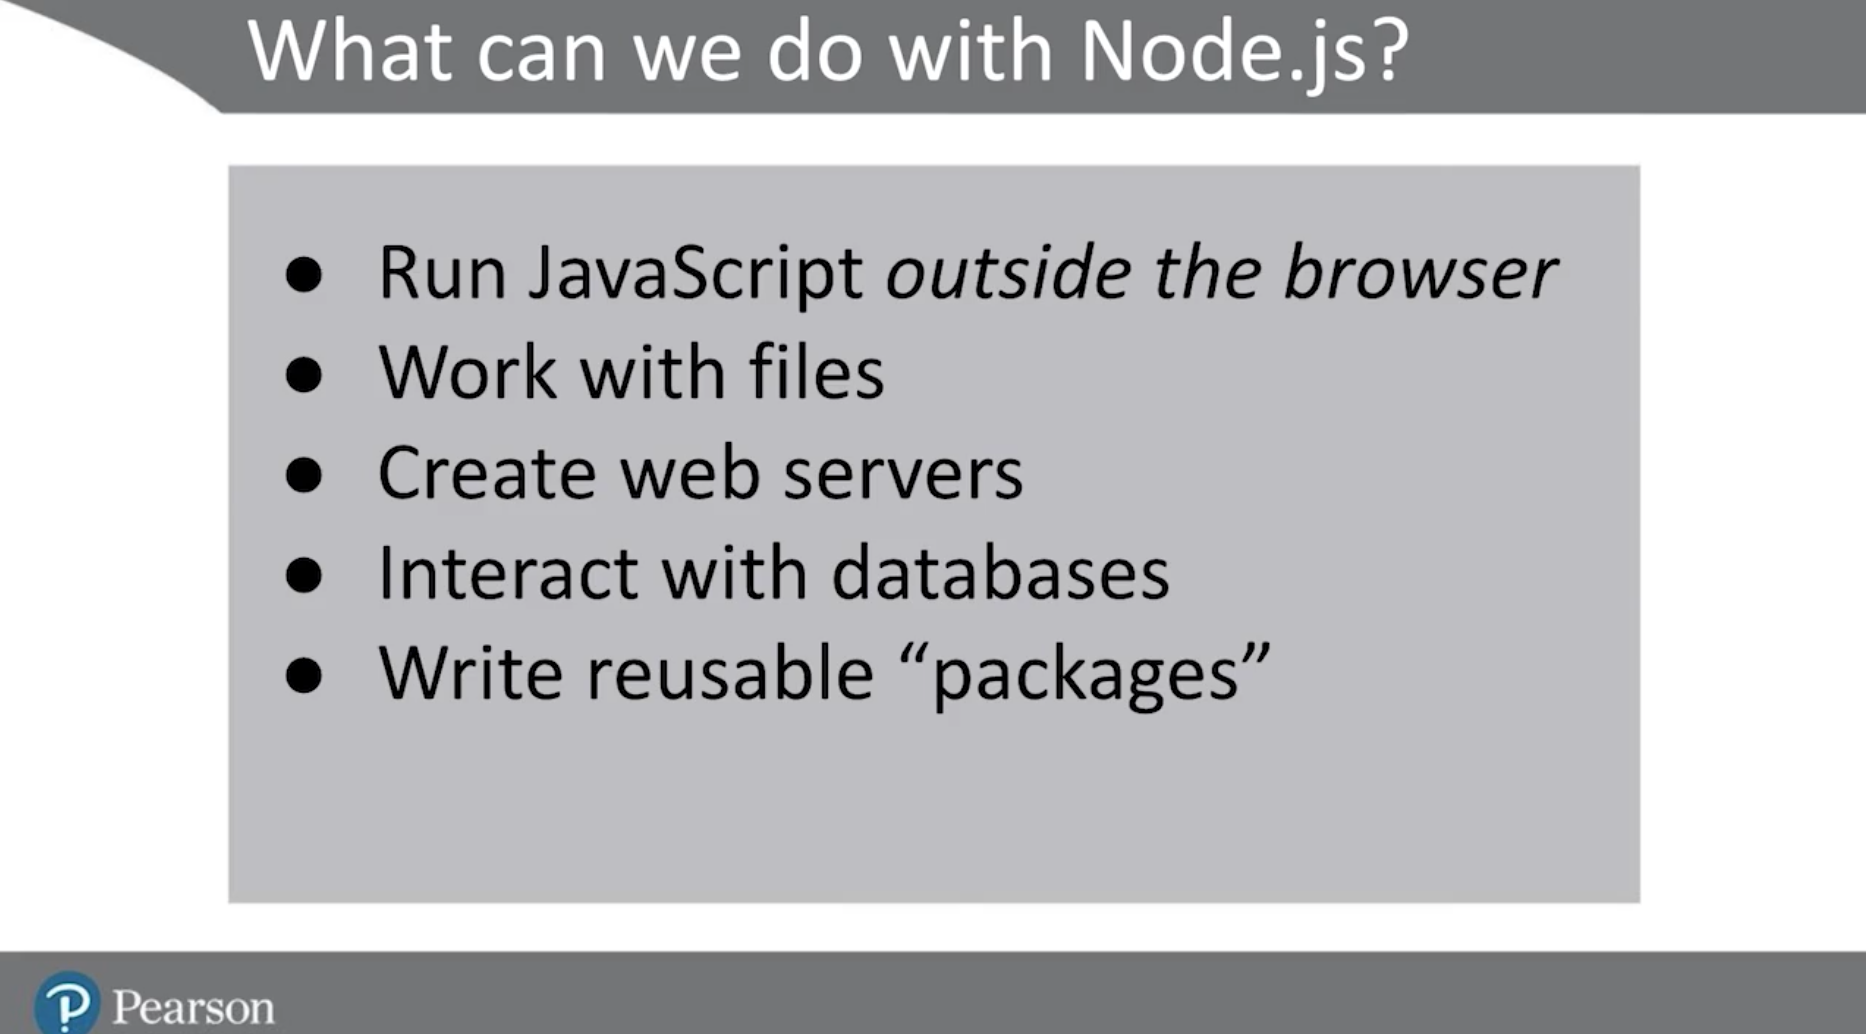 What can we do with Node.js?
● Run JavaScript outside the browser
● Work with files
● Create web servers
● Interact with databases
● Write reusable “packages”
Pearson